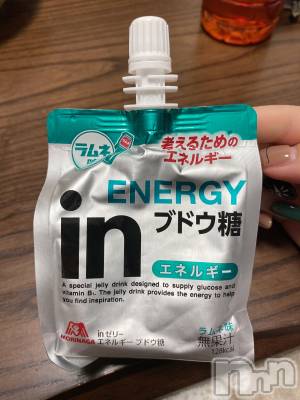 ラムネ
考えるための
エネルギー
ENERGY
in
ブドウ糖
エネルギー
A special jelly drink designed to supply glucose and
vitamin B₁. The jelly drink provides the energy to help
you find inspiration.
MORINAGA
inゼリー
エネルギー ブドウ糖
ラムネ味
無果汁
128kcal